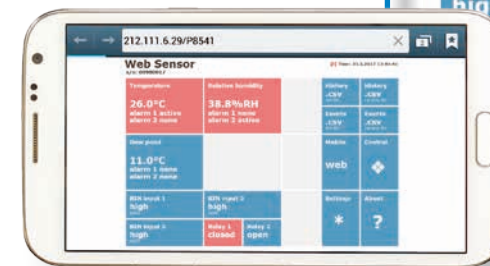 hig
212.111.6.29/P8541
Web Sensor
Temperature
26.0°C
alarm 1 active
alarm 2 none
Relative humidity
38.8%RH
alarm 1 none
alarm 2 active
History
.CSV
History
.CSV
.CSV
.CSV
Dew point
11.0°C
alarm 1 none
alarm 2 none
Mobile
web
Control
BIN input 1
high
BIN input 2
high
BIN input 3
high
Relay 1
closed
Relay 2
open
Settings
*
About
?